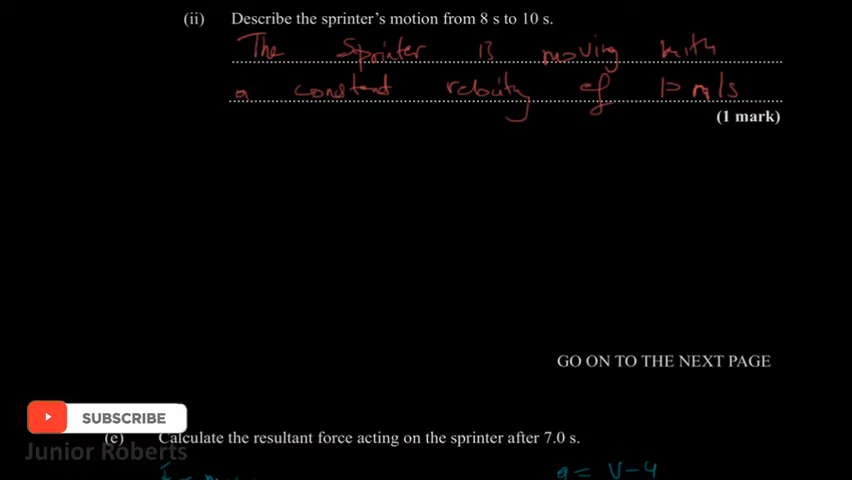 (ii) Describe the sprinter's motion from 8 s to 10 s.
The Sprinter is moving with
a constant velocity of 10 m/s
(1 mark)
GO ON TO THE NEXT PAGE
SUBSCRIBE
Junior Roberts
(e) Calculate the resultant force acting on the sprinter after 7.0 s.
a = v-u